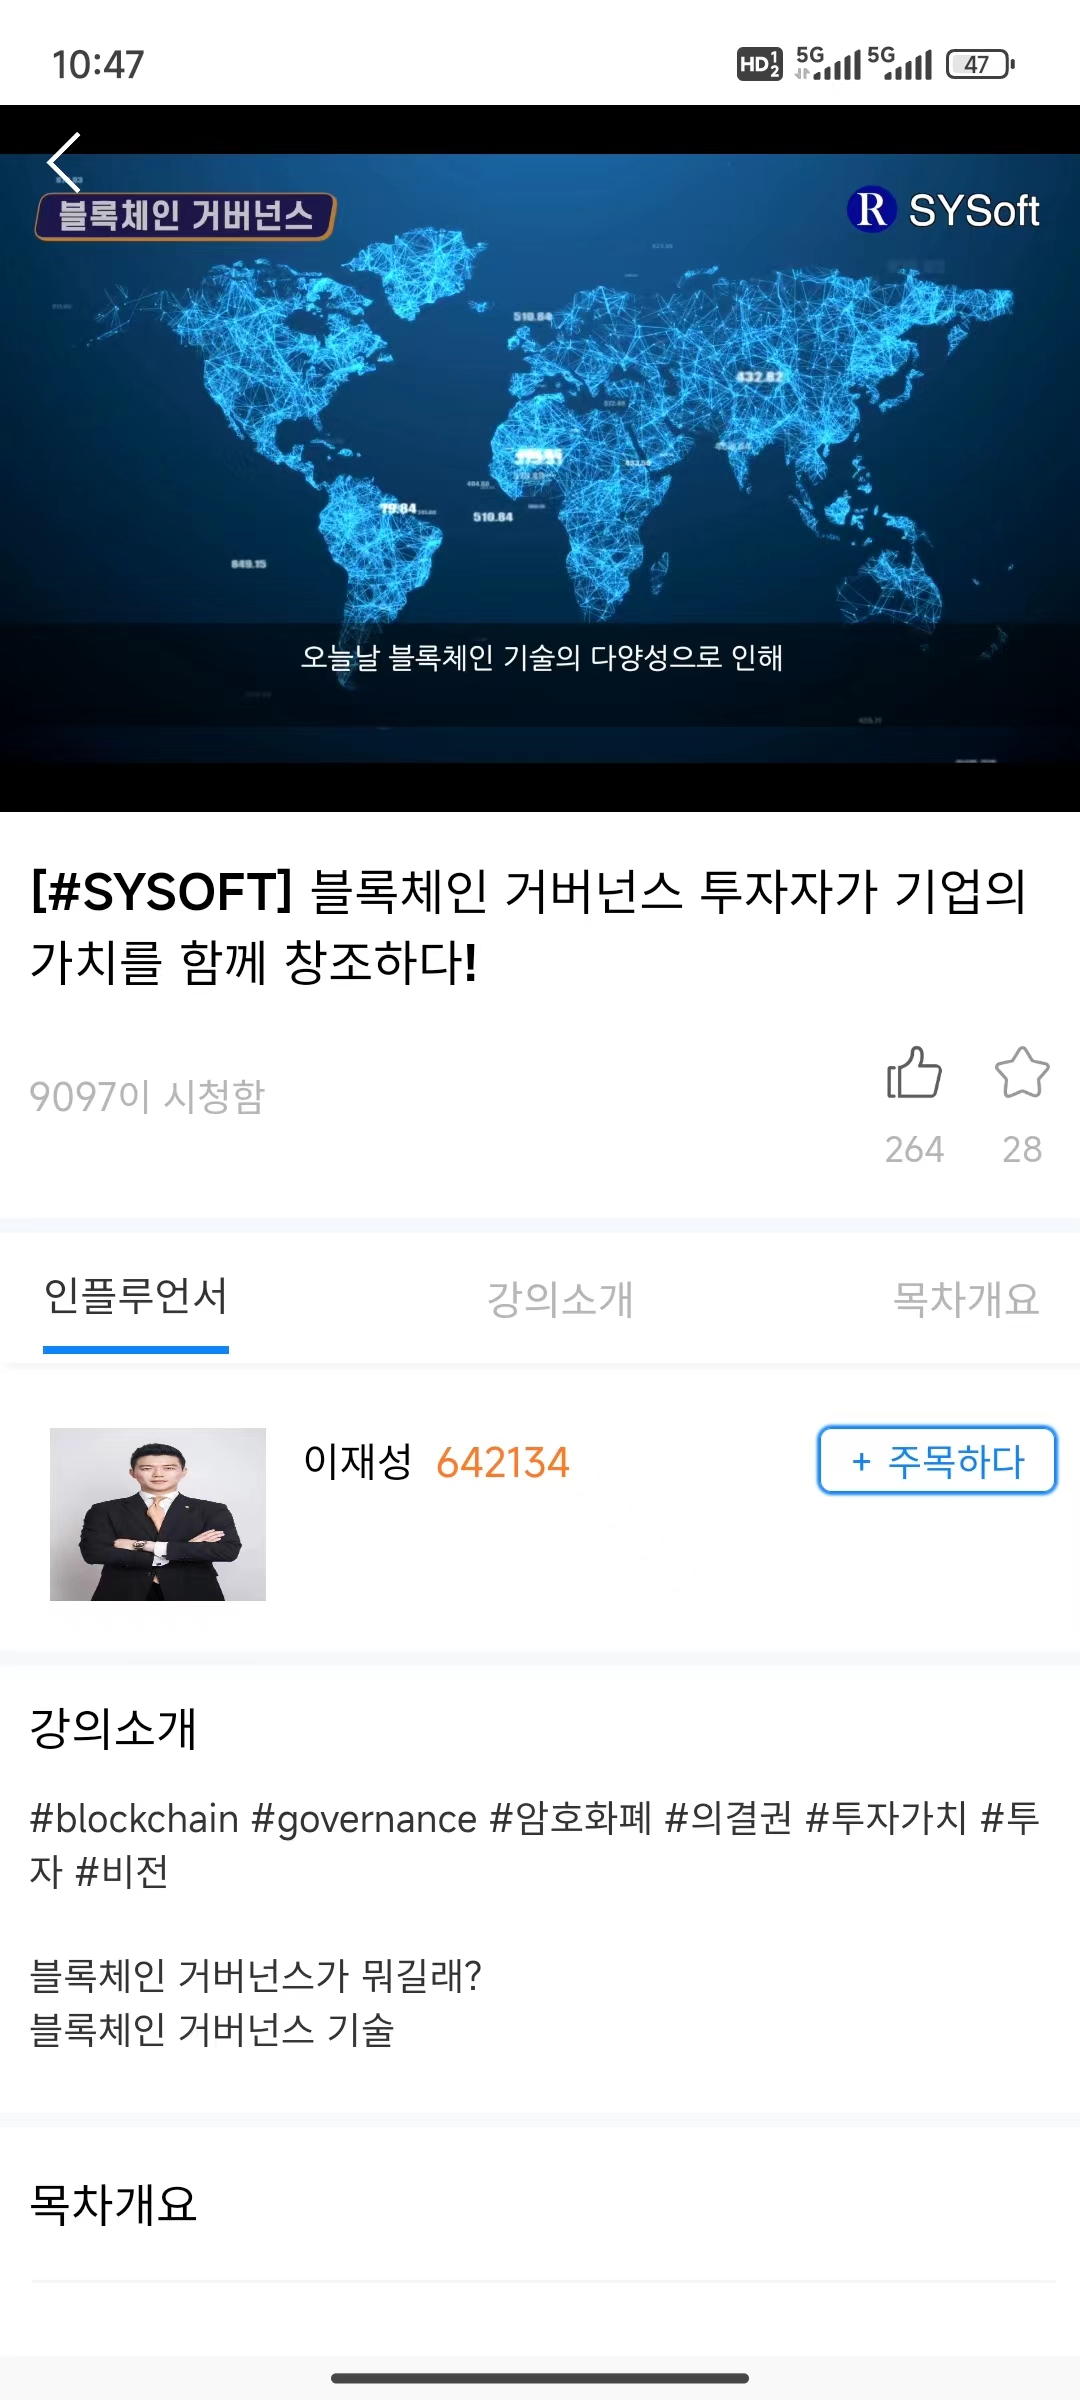 10:47
HD 1 2 5G 5G 47
블록체인 거버넌스
R SYSoft
510.84
432.82
79.84
510.84
849.15
오늘날 블록체인 기술의 다양성으로 인해
[#SYSOFT] 블록체인 거버넌스 투자자가 기업의
가치를 함께 창조하다!
9097이 시청함
264 28
인플루언서 강의소개 목차개요
이재성 642134 + 주목하다
강의소개
#blockchain #governance #암호화폐 #의결권 #투자가치 #투
자 #비전
블록체인 거버넌스가 뭐길래?
블록체인 거버넌스 기술
목차개요